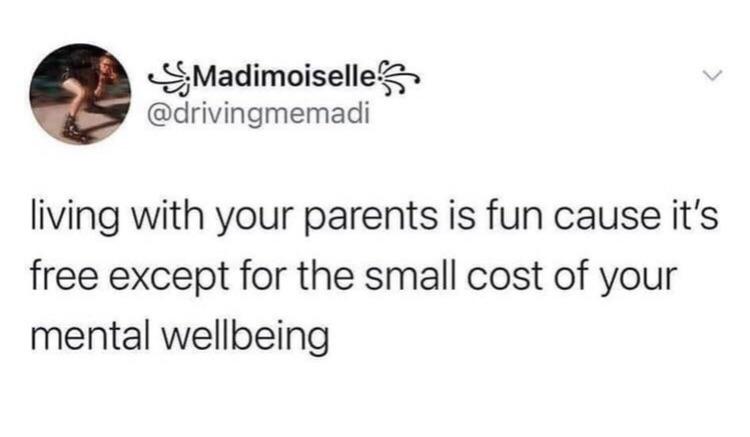 ꧁Madimoiselle꧂
@drivingmemadi
living with your parents is fun cause it's
free except for the small cost of your
mental wellbeing